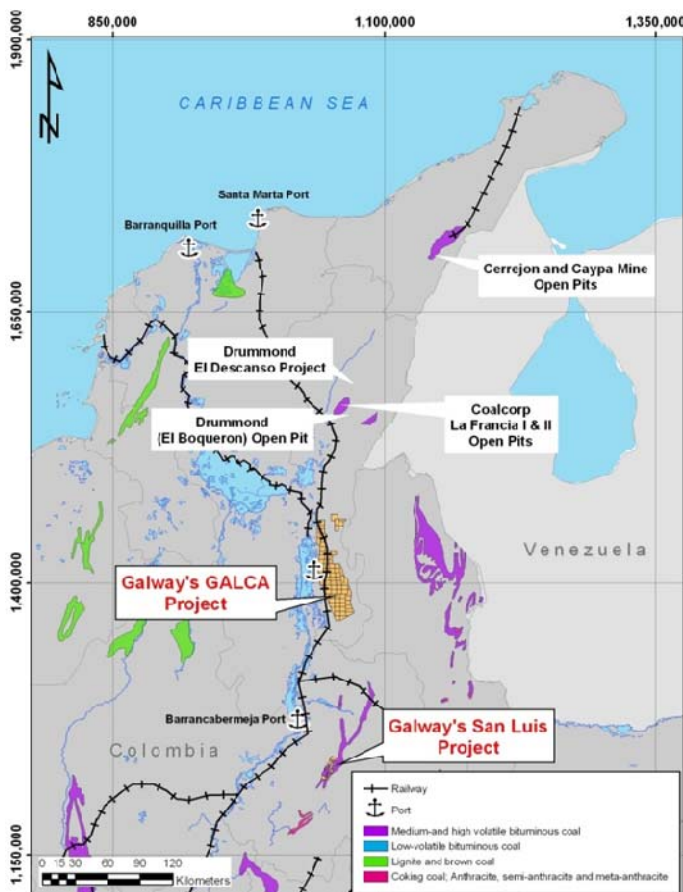 850,000
1,100,000
1,350,000
1,900,000
N
CARIBBEAN SEA
Santa Marta Port
Barranquilla Port
Cerrejon and Caypa Mine
Open Pits
1,650,000
Drummond
El Descanso Project
Coalcorp
La Francia I & II
Open Pits
Drummond
(El Boqueron) Open Pit
Venezuela
1,400,000
Galway's GALCA
Project
Barrancabermeja Port
Galway's San Luis
Project
Colombia
Railway
Port
Medium-and high volatile bituminous coal
Low-volatile bituminous coal
Lignite and brown coal
Coking coal; Anthracite, semi-anthracite and meta-anthracite
1,150,000
0 15 30 60 90 120
Kilometers